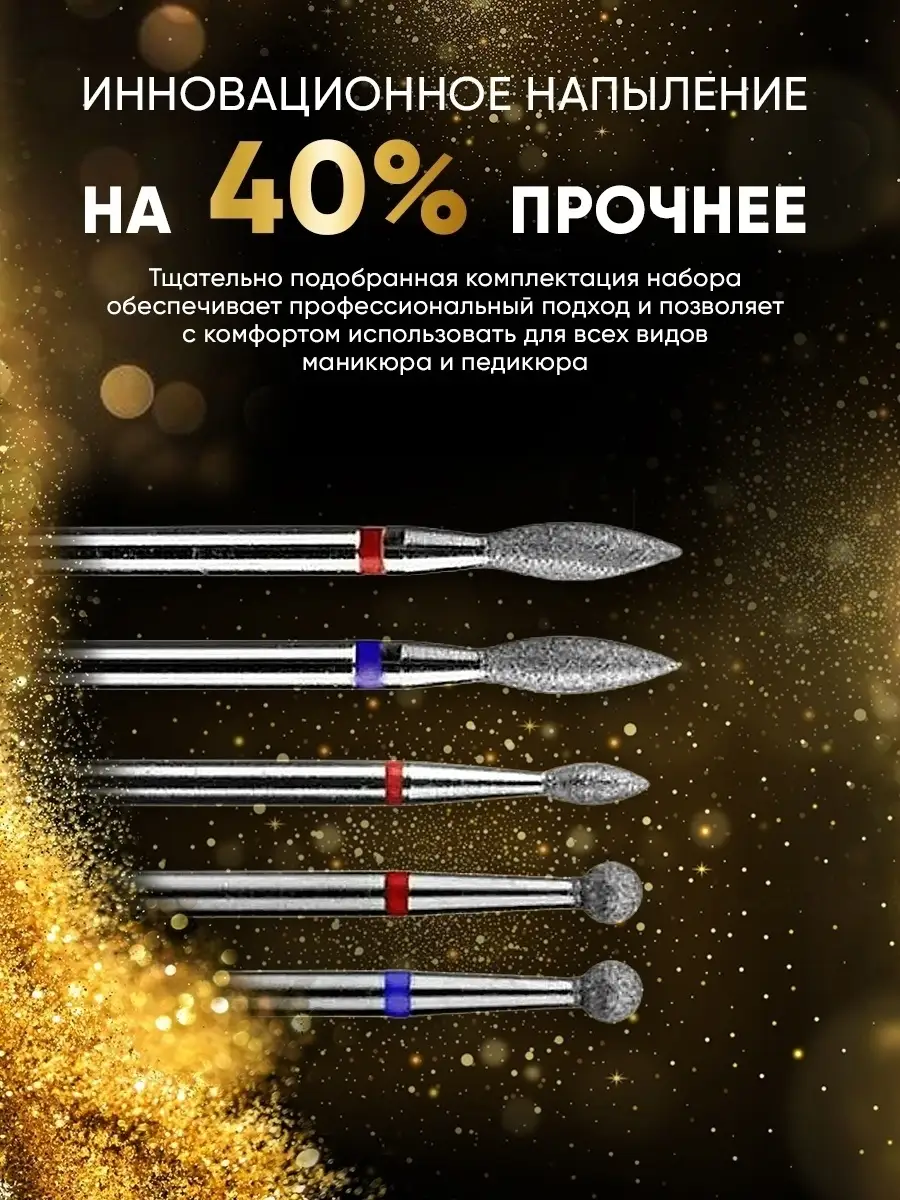 ИННОВАЦИОННОЕ НАПЫЛЕНИЕ
НА 40% ПРОЧНЕЕ
Тщательно подобранная комплектация набора
обеспечивает профессиональный подход и позволяет
с комфортом использовать для всех видов
маникюра и педикюра